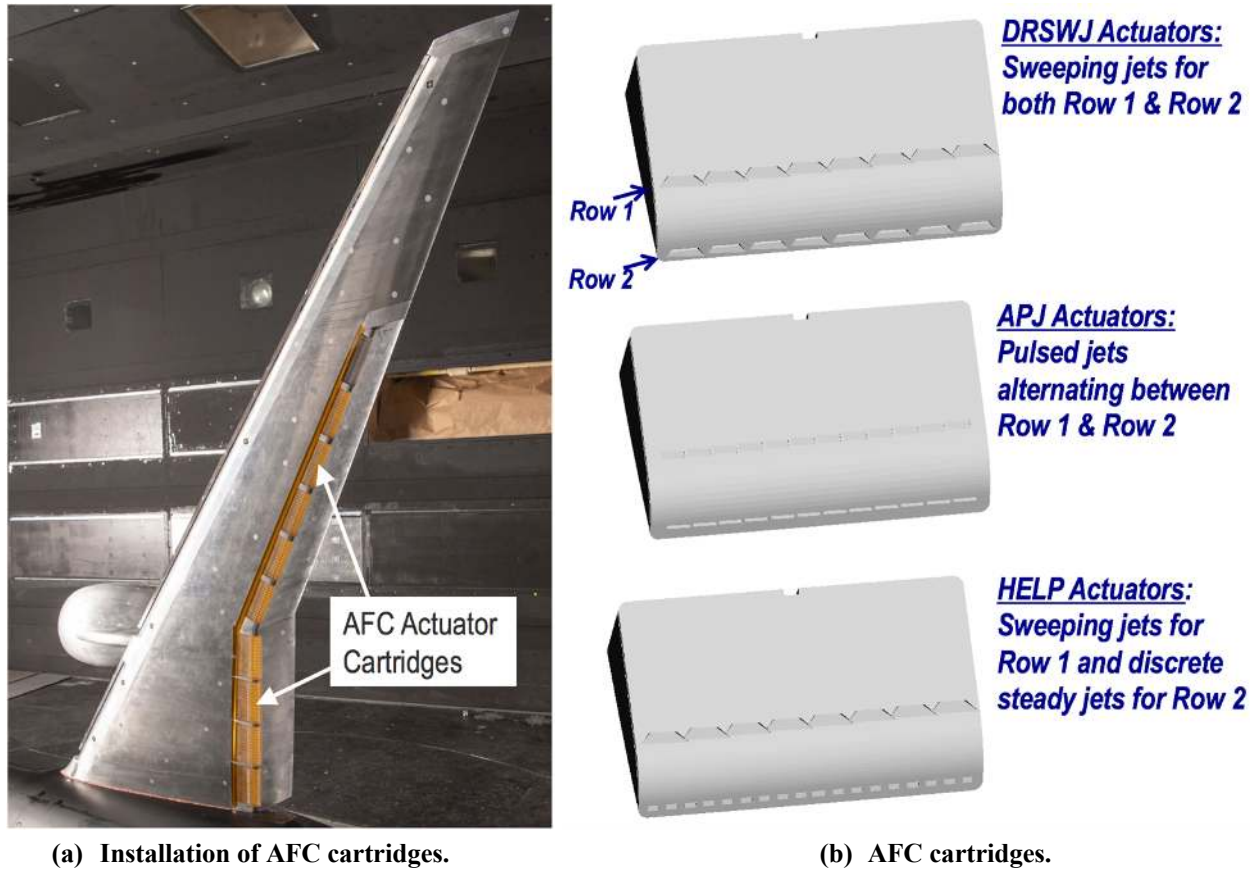 AFC Actuator
Cartridges
DRSWJ Actuators:
Sweeping jets for
both Row 1 & Row 2
Row 1
Row 2
APJ Actuators:
Pulsed jets
alternating between
Row 1 & Row 2
HELP Actuators:
Sweeping jets for
Row 1 and discrete
steady jets for Row 2
(a) Installation of AFC cartridges.
(b) AFC cartridges.